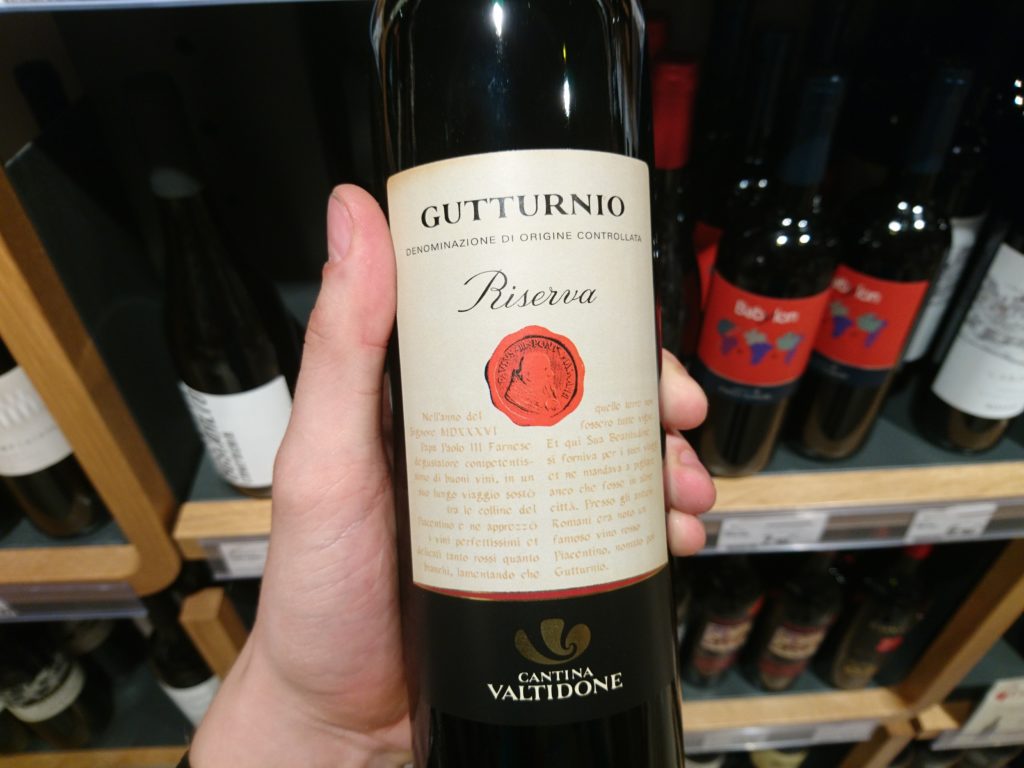 GUTTURNIO
DENOMINAZIONE DI ORIGINE CONTROLLATA
Riserva
Nell'anno del
Signore MDXXXVI
Papa Paolo III Farnese
degustatore competentis-
simo di buoni vini, in un
suo lungo viaggio sostò
tra le colline del
Piacentino e ne apprezzò
i vini perfettissimi et
delicati tanto rossi quanto
bianchi, lamentando che
quelle terre non
fossero tutte vigne
Et qui Sua Beatitudine
si forniva per i suoi viaggi
et ne mandava a pigliare
anco che fosse in altre
città. Presso gli antichi
Romani era noto un
famoso vino rosso
Piacentino, nomato poi
Gutturnio.
CANTINA
VALTIDONE